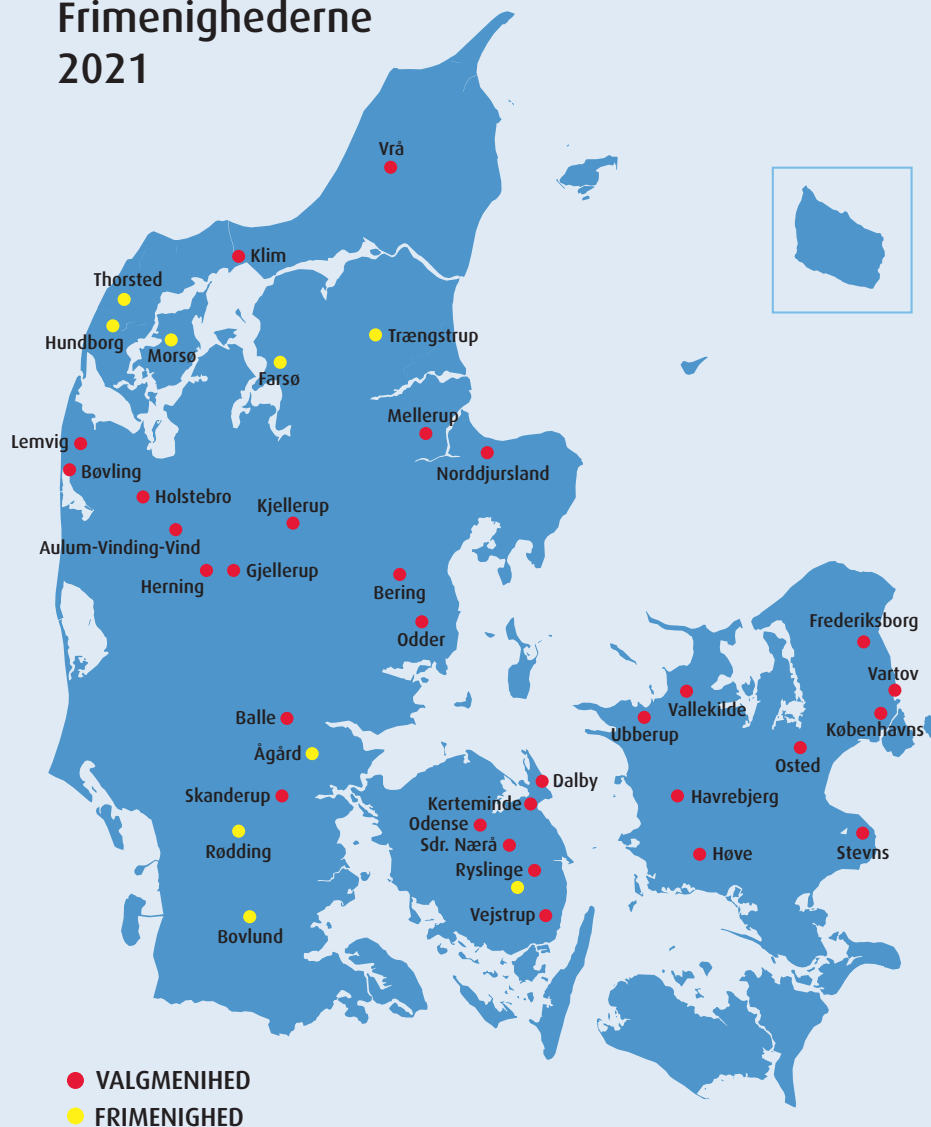 Frimenighederne
2021
Vrå
Klim
Thorsted
Hundborg
Morsø
Trængstrup
Farsø
Mellerup
Lemvig
Norddjursland
Bøvling
Holstebro
Kjellerup
Aulum-Vinding-Vind
Herning
Gjellerup
Bering
Odder
Frederiksborg
Vartov
Vallekilde
Balle
Ubberup
Københavns
Ågård
Osted
Dalby
Skanderup
Kerteminde
Havrebjerg
Odense
Sdr. Nærå
Rødding
Høve
Stevns
Ryslinge
Vejstrup
Bovlund
VALGMENIHED
FRIMENIGHED